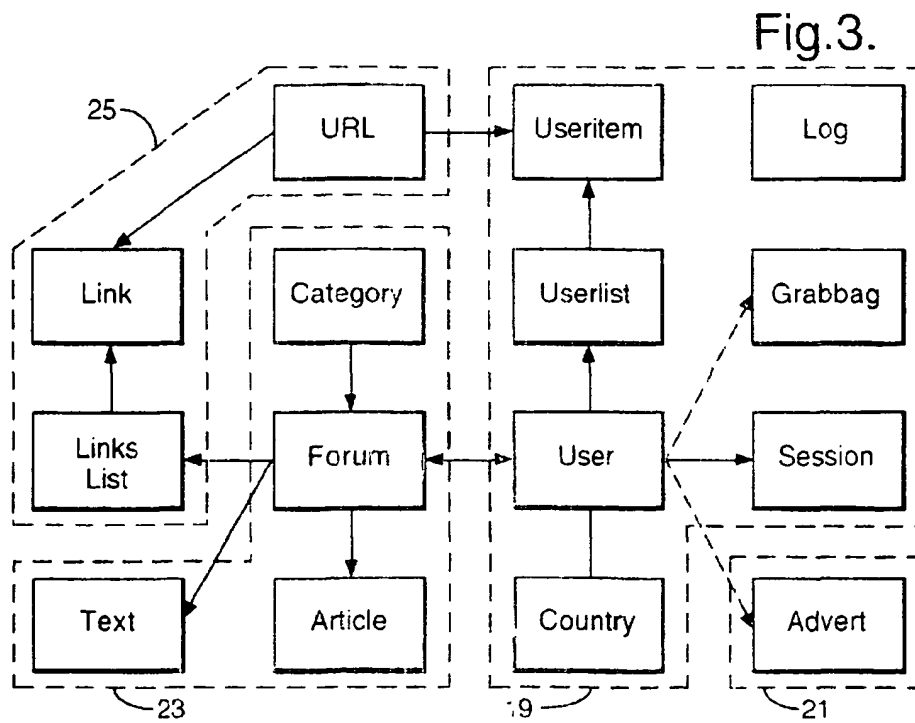 Fig.3.
25
URL
Useritem
Log
Link
Category
Userlist
Grabbag
Links
List
Forum
User
Session
Text
Article
Country
Advert
23
19
21